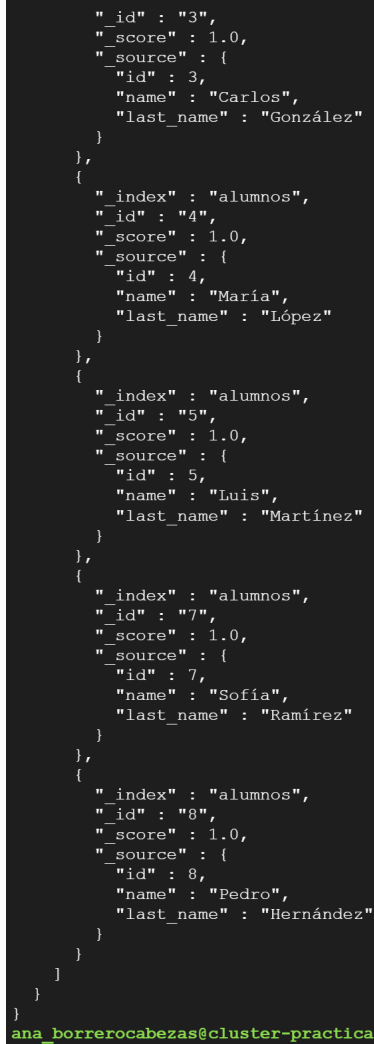 "_id" : "3",
"_score" : 1.0,
"_source" : {
"id" : 3,
"name" : "Carlos",
"last_name" : "González"
}
},
{
"_index" : "alumnos",
"_id" : "4",
"_score" : 1.0,
"_source" : {
"id" : 4,
"name" : "María",
"last_name" : "López"
}
},
{
"_index" : "alumnos",
"_id" : "5",
"_score" : 1.0,
"_source" : {
"id" : 5,
"name" : "Luis",
"last_name" : "Martínez"
}
},
{
"_index" : "alumnos",
"_id" : "7",
"_score" : 1.0,
"_source" : {
"id" : 7,
"name" : "Sofía",
"last_name" : "Ramírez"
}
},
{
"_index" : "alumnos",
"_id" : "8",
"_score" : 1.0,
"_source" : {
"id" : 8,
"name" : "Pedro",
"last_name" : "Hernández"
}
}
]
}
}
ana_borrerocabezas@cluster-practica